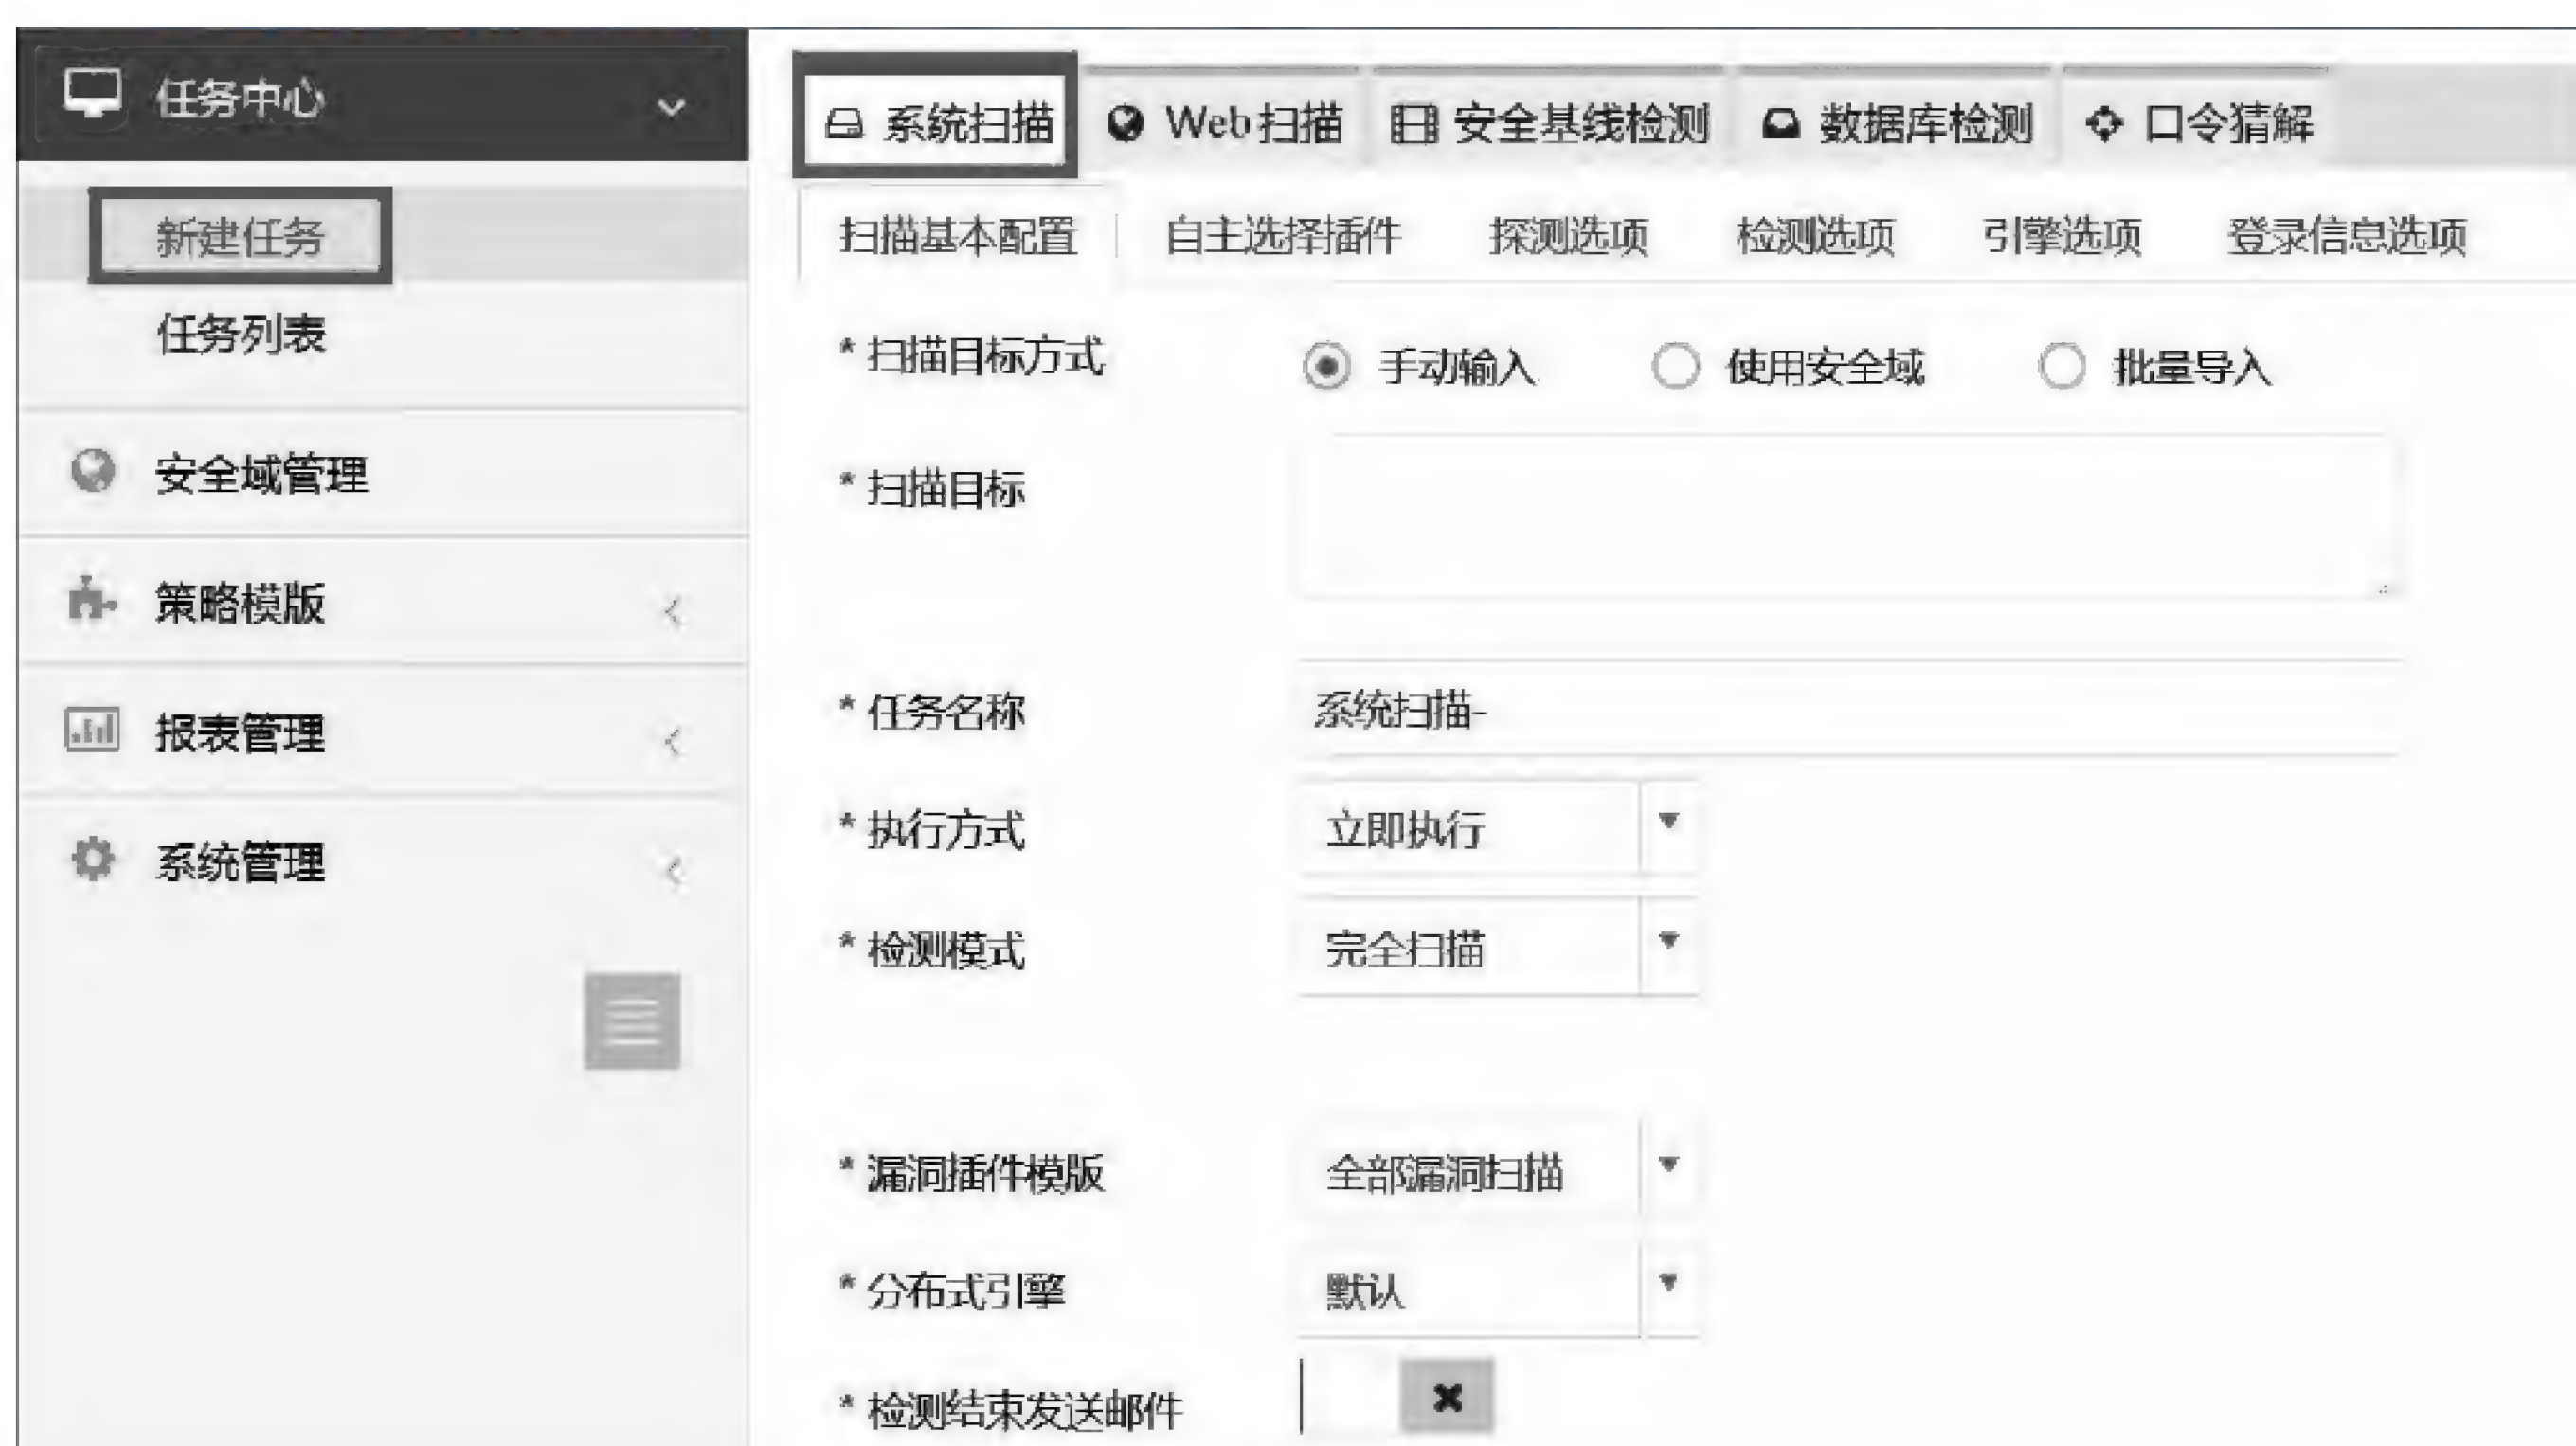 任务中心
新建任务
任务列表
安全域管理
策略模版
报表管理
系统管理
系统扫描 Web扫描 安全基线检测 数据库检测 口令猜解
扫描基本配置 自主选择插件 探测选项 检测选项 引擎选项 登录信息选项
* 扫描目标方式 手动输入 使用安全域 批量导入
* 扫描目标
* 任务名称 系统扫描-
* 执行方式 立即执行
* 检测模式 完全扫描
* 漏洞插件模版 全部漏洞扫描
* 分布式引擎 默认
* 检测结束发送邮件